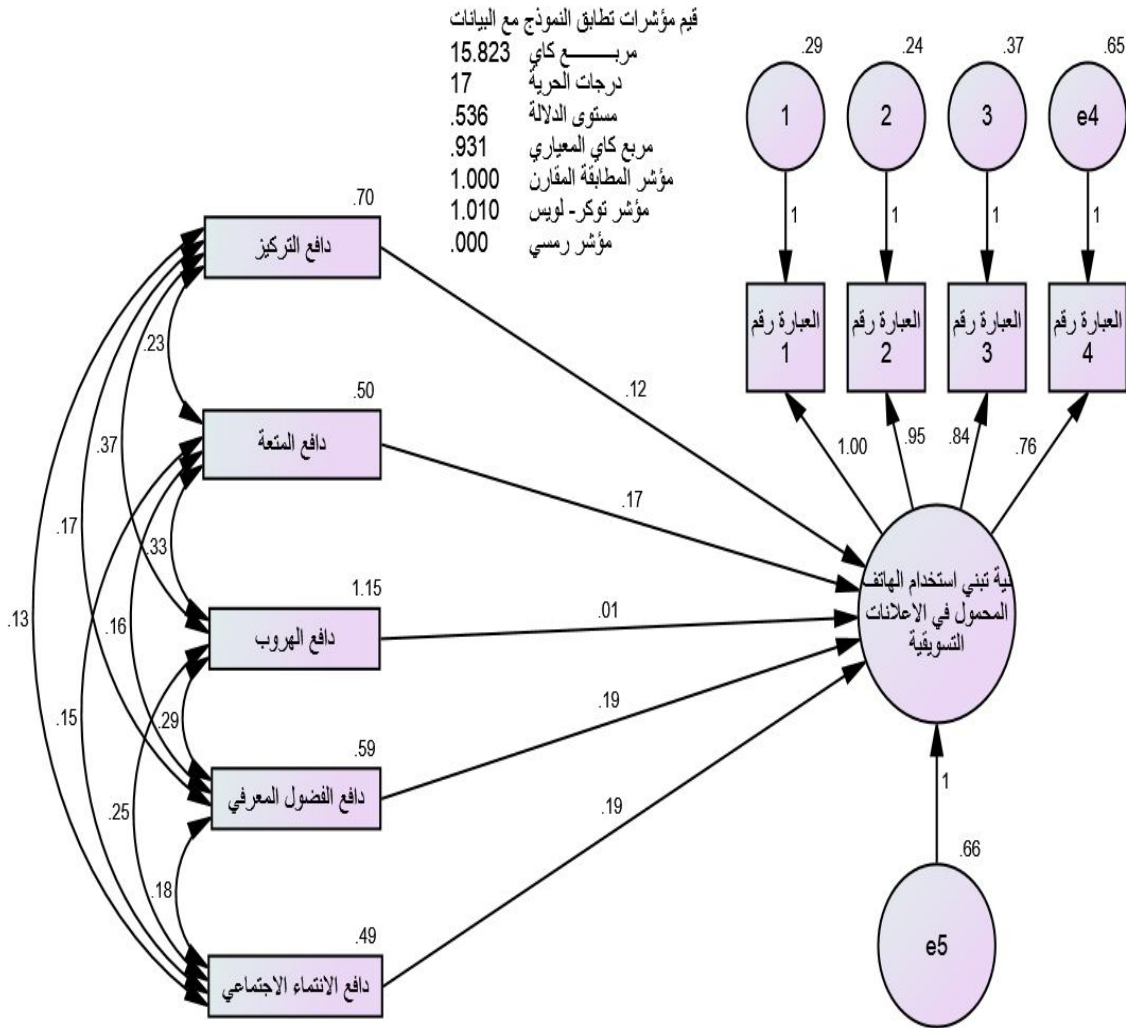 قيم مؤشرات تطابق النموذج مع البيانات
مربـــــــع كاي 15.823
درجات الحرية 17
مستوى الدلالة .536
مربع كاي المعياري .931
مؤشر المطابقة المقارن 1.000
مؤشر توكر- لويس 1.010
مؤشر رمسي .000
.29
.24
.37
.65
1
2
3
e4
1
1
1
1
العبارة رقم
1
العبارة رقم
2
العبارة رقم
3
العبارة رقم
4
1.00
.95
.84
.76
.70
دافع التركيز
.23
.12
.50
دافع المتعة
.37
.17
.17
.33
1.15
دافع الهروب
.01
ية تبني استخدام الهاتف
المحمول في الاعلانات
التسويقية
.13
.16
.15
.29
.19
.59
دافع الفضول المعرفي
.25
.19
.18
1
.66
.49
دافع الانتماء الاجتماعي
e5